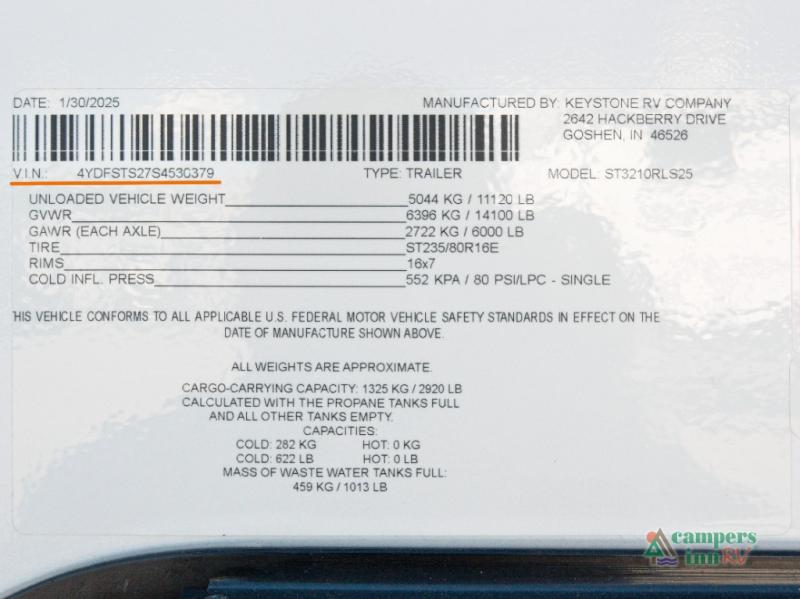 DATE: 1/30/2025 MANUFACTURED BY: KEYSTONE RV COMPANY
2642 HACKBERRY DRIVE
GOSHEN, IN 46526
V.I.N.: 4YDFSTS27S4530379 TYPE: TRAILER MODEL: ST3210RLS25
UNLOADED VEHICLE WEIGHT 5044 KG / 11120 LB
GVWR 6396 KG / 14100 LB
GAWR (EACH AXLE) 2722 KG / 6000 LB
TIRE ST235/80R16E
RIMS 16x7
COLD INFL. PRESS 552 KPA / 80 PSI/LPC - SINGLE
THIS VEHICLE CONFORMS TO ALL APPLICABLE U.S. FEDERAL MOTOR VEHICLE SAFETY STANDARDS IN EFFECT ON THE
DATE OF MANUFACTURE SHOWN ABOVE.
ALL WEIGHTS ARE APPROXIMATE.
CARGO-CARRYING CAPACITY: 1325 KG / 2920 LB
CALCULATED WITH THE PROPANE TANKS FULL
AND ALL OTHER TANKS EMPTY.
CAPACITIES:
COLD: 282 KG HOT: 0 KG
COLD: 622 LB HOT: 0 LB
MASS OF WASTE WATER TANKS FULL:
459 KG / 1013 LB
campers
inn RV